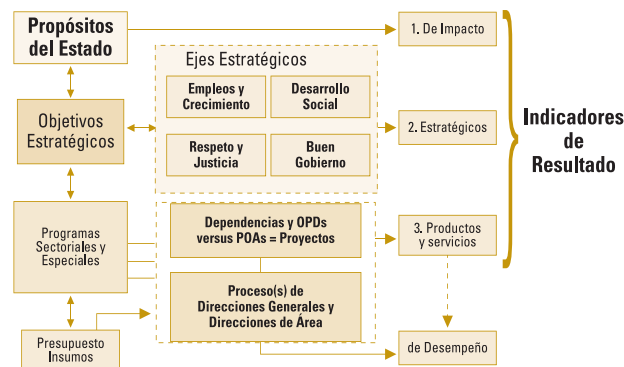 Propósitos
del Estado
1. De Impacto
Ejes Estratégicos
Empleos y
Crecimiento
Desarrollo
Social
Objetivos
Estratégicos
2. Estratégicos
Respeto y
Justicia
Buen
Gobierno
Indicadores
de
Resultado
Programas
Sectoriales y
Especiales
Dependencias y OPDs
versus POAs = Proyectos
3. Productos
y servicios
Proceso(s) de
Direcciones Generales y
Direcciones de Área
Presupuesto
Insumos
de Desempeño